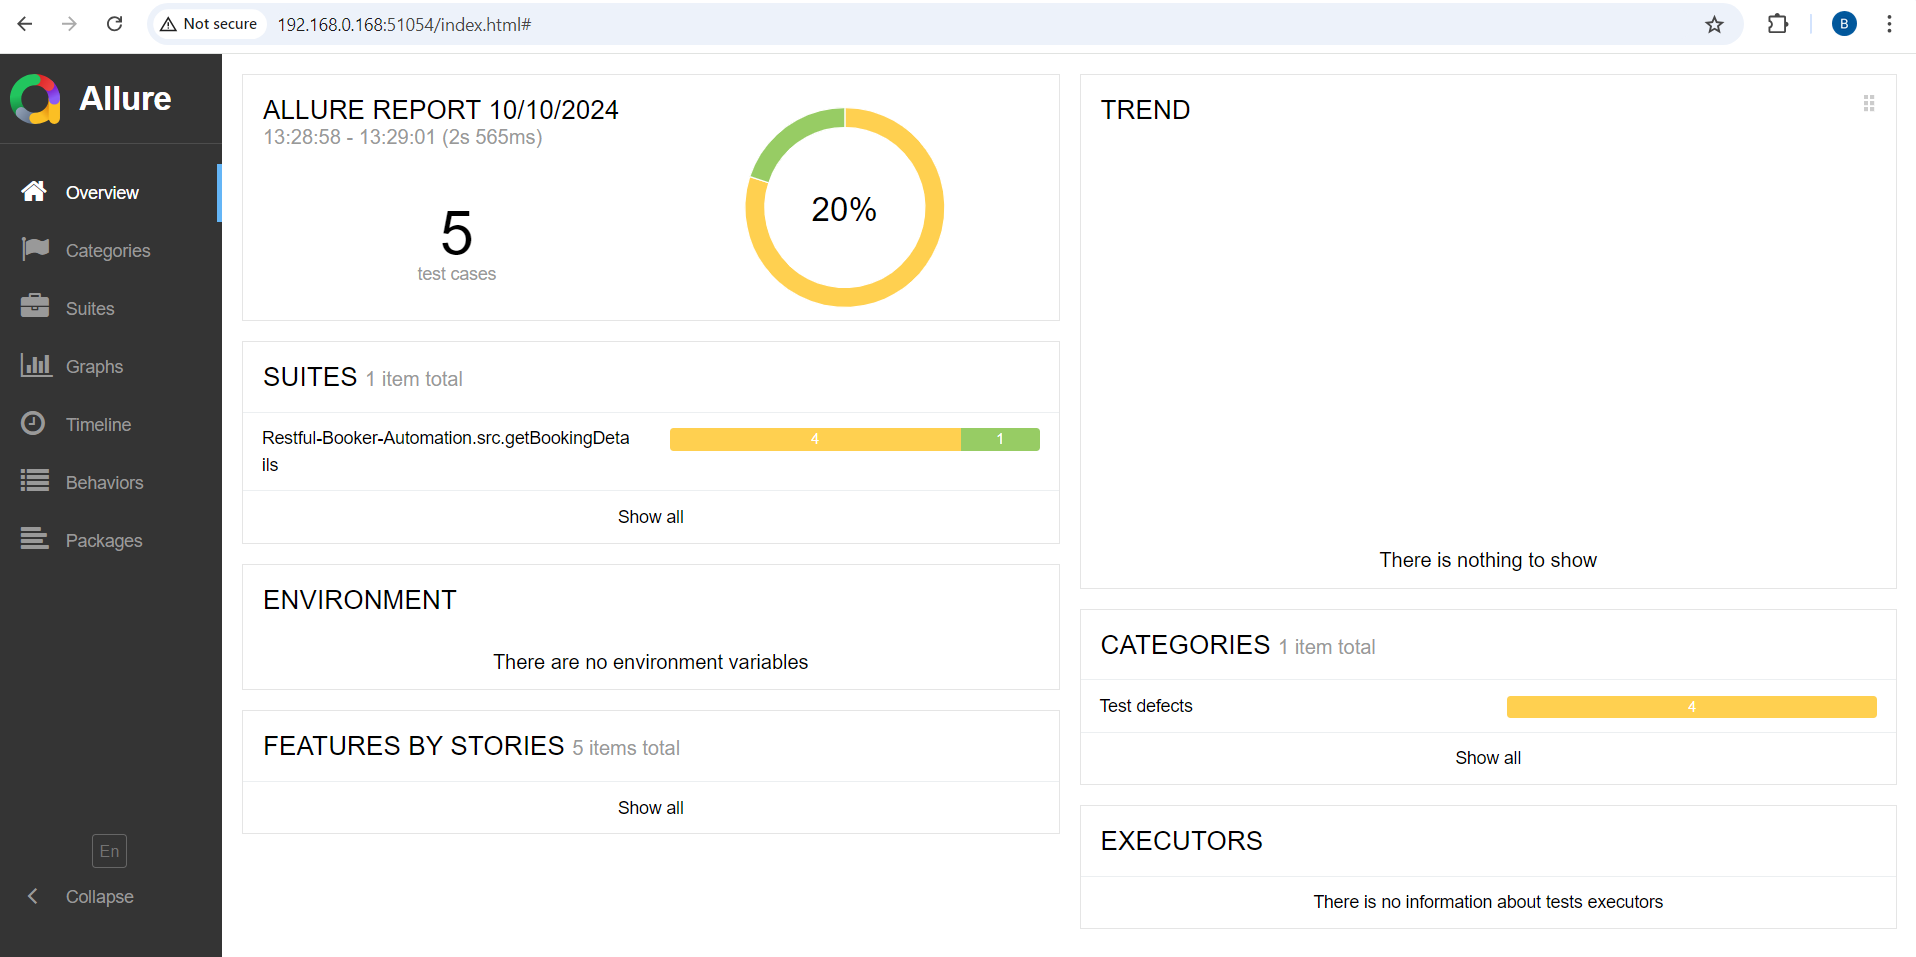 Not secure
192.168.0.168:51054/index.html#
B
Allure
Overview
Categories
Suites
Graphs
Timeline
Behaviors
Packages
En
Collapse
ALLURE REPORT 10/10/2024
13:28:58 - 13:29:01 (2s 565ms)
5
test cases
20%
SUITES 1 item total
Restful-Booker-Automation.src.getBookingDeta
ils
4 1
Show all
ENVIRONMENT
There are no environment variables
FEATURES BY STORIES 5 items total
Show all
TREND
There is nothing to show
CATEGORIES 1 item total
Test defects 4
Show all
EXECUTORS
There is no information about tests executors